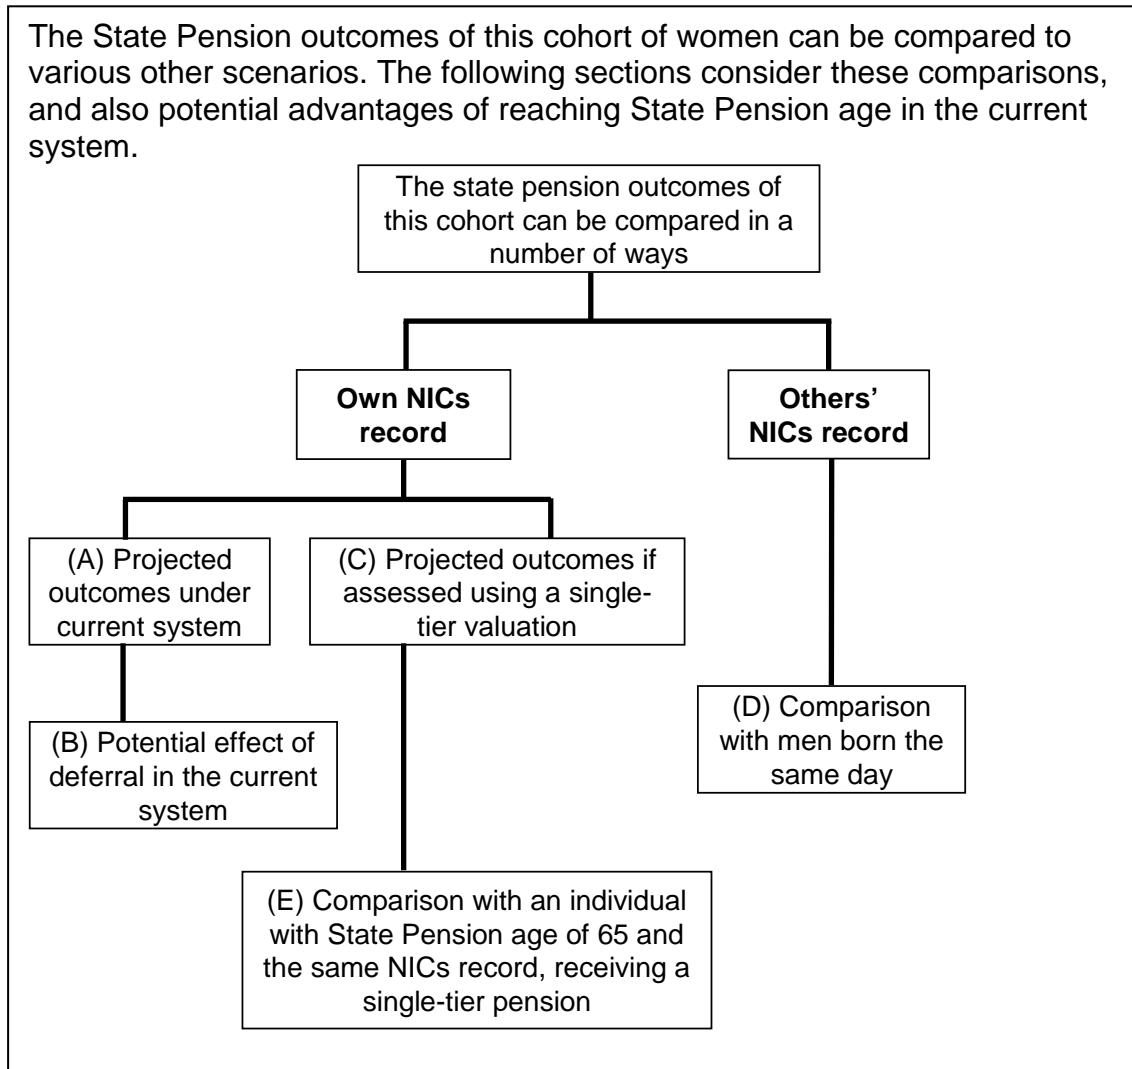 The State Pension outcomes of this cohort of women can be compared to
various other scenarios. The following sections consider these comparisons,
and also potential advantages of reaching State Pension age in the current
system.
The state pension outcomes of
this cohort can be compared in a
number of ways
Own NICs
record
Others’
NICs record
(A) Projected
outcomes under
current system
(C) Projected outcomes if
assessed using a single-
tier valuation
(B) Potential effect of
deferral in the current
system
(D) Comparison
with men born the
same day
(E) Comparison with an individual
with State Pension age of 65 and
the same NICs record, receiving a
single-tier pension